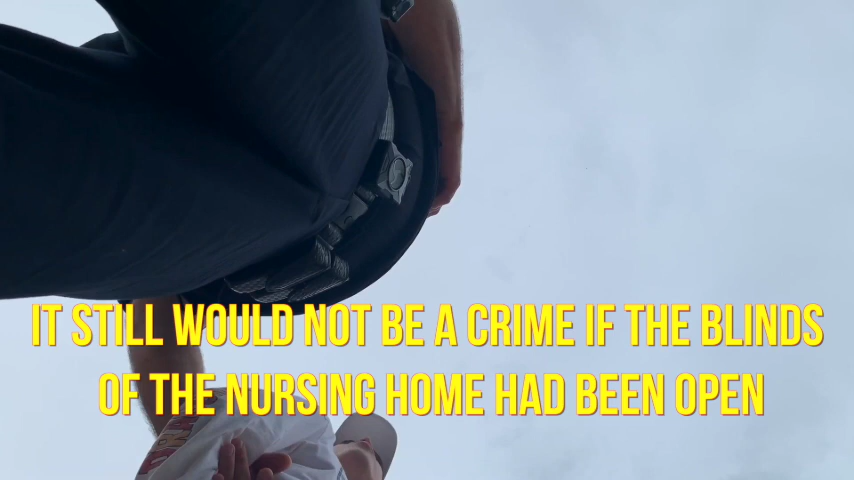 IT STILL WOULD NOT BE A CRIME IF THE BLINDS
OF THE NURSING HOME HAD BEEN OPEN